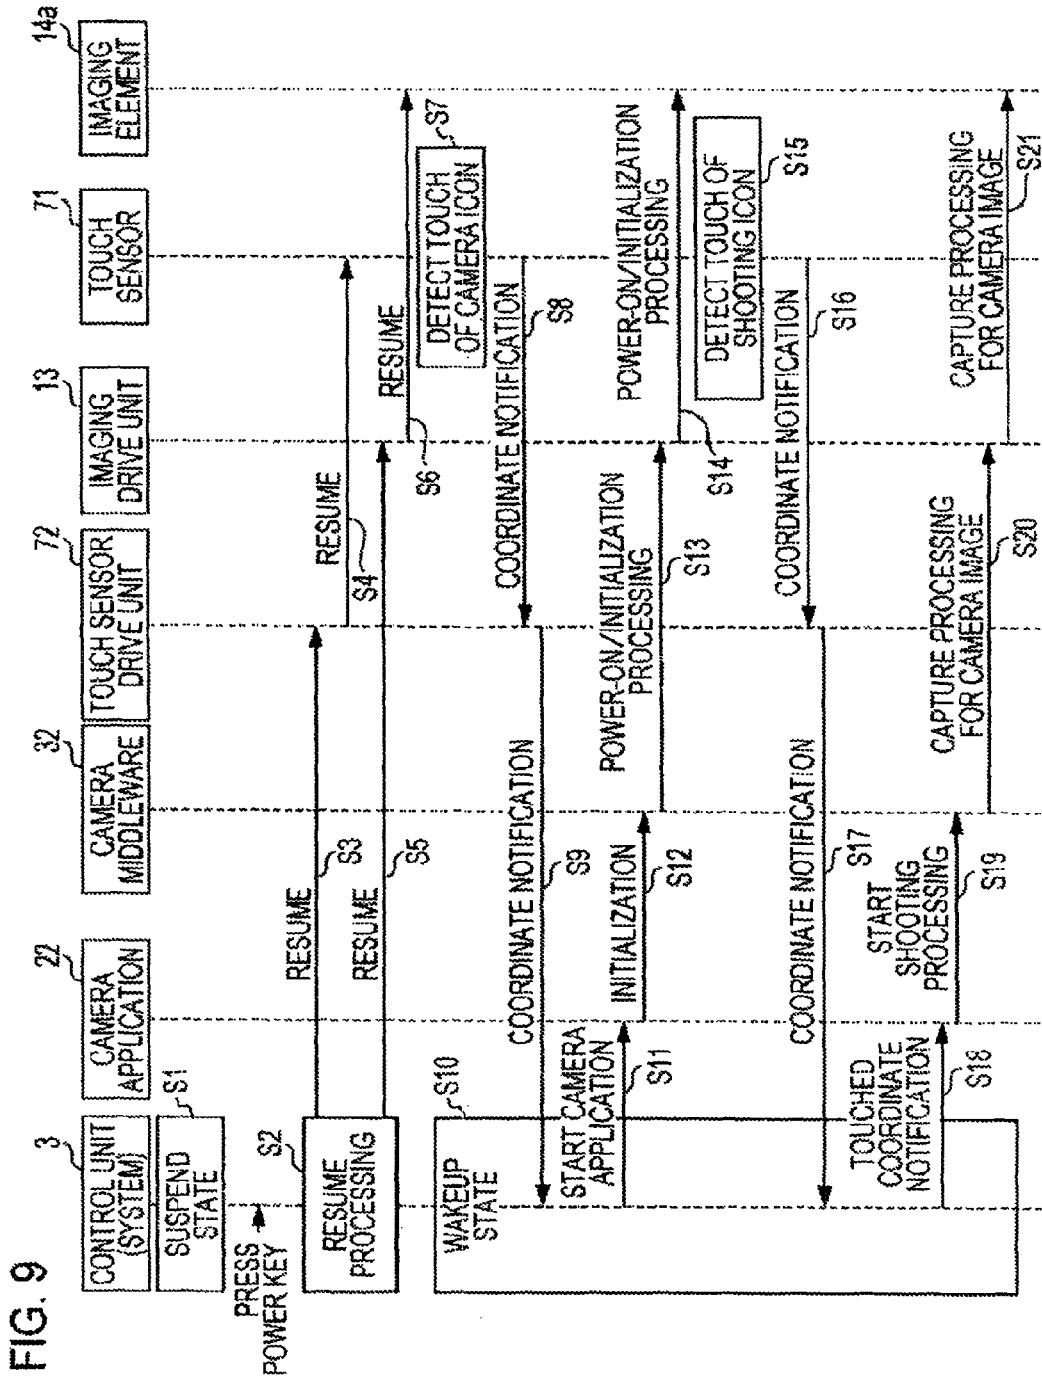 FIG. 9
3
CONTROL UNIT
(SYSTEM)
22
CAMERA
APPLICATION
32
CAMERA
MIDDLEWARE
72
TOUCH SENSOR
DRIVE UNIT
13
IMAGING
DRIVE UNIT
71
TOUCH
SENSOR
14a
IMAGING
ELEMENT
SUSPEND
STATE
S1
PRESS
POWER KEY
S2
RESUME
PROCESSING
RESUME
S3
RESUME
S4
RESUME
S5
RESUME
S6
DETECT TOUCH
OF CAMERA ICON
S7
WAKEUP
STATE
S10
COORDINATE NOTIFICATION
S8
COORDINATE NOTIFICATION
S9
START CAMERA
APPLICATION
S11
INITIALIZATION
S12
POWER-ON/INITIALIZATION
PROCESSING
S13
POWER-ON/INITIALIZATION
PROCESSING
S14
DETECT TOUCH OF
SHOOTING ICON
S15
COORDINATE NOTIFICATION
S16
COORDINATE NOTIFICATION
S17
TOUCHED
COORDINATE
NOTIFICATION
S18
START
SHOOTING
PROCESSING
S19
CAPTURE PROCESSING
FOR CAMERA IMAGE
S20
CAPTURE PROCESSING
FOR CAMERA IMAGE
S21